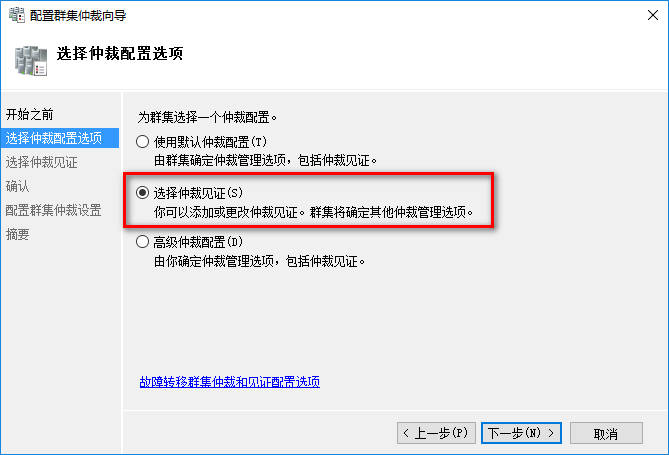 配置群集仲裁向导
选择仲裁配置选项
开始之前
选择仲裁配置选项
选择仲裁见证
确认
配置群集仲裁设置
摘要
为群集选择一个仲裁配置。
使用默认仲裁配置(T)
由群集确定仲裁管理选项，包括仲裁见证。
选择仲裁见证(S)
你可以添加或更改仲裁见证。群集将确定其他仲裁管理选项。
高级仲裁配置(D)
由你确定仲裁管理选项，包括仲裁见证。
故障转移群集仲裁和见证配置选项
< 上一步(P)
下一步(N) >
取消